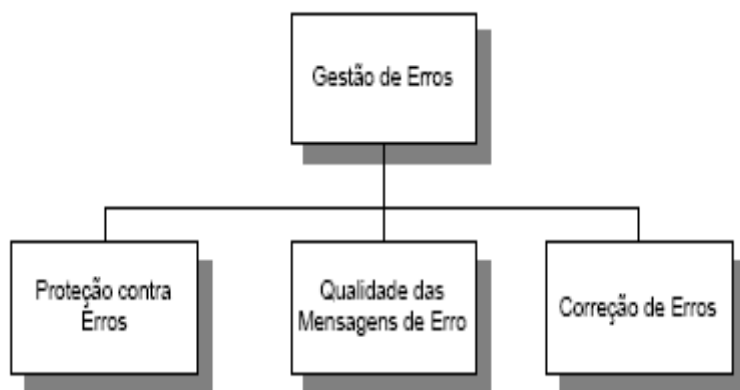 Gestão de Erros
Proteção contra
Erros
Qualidade das
Mensagens de Erro
Correção de Erros